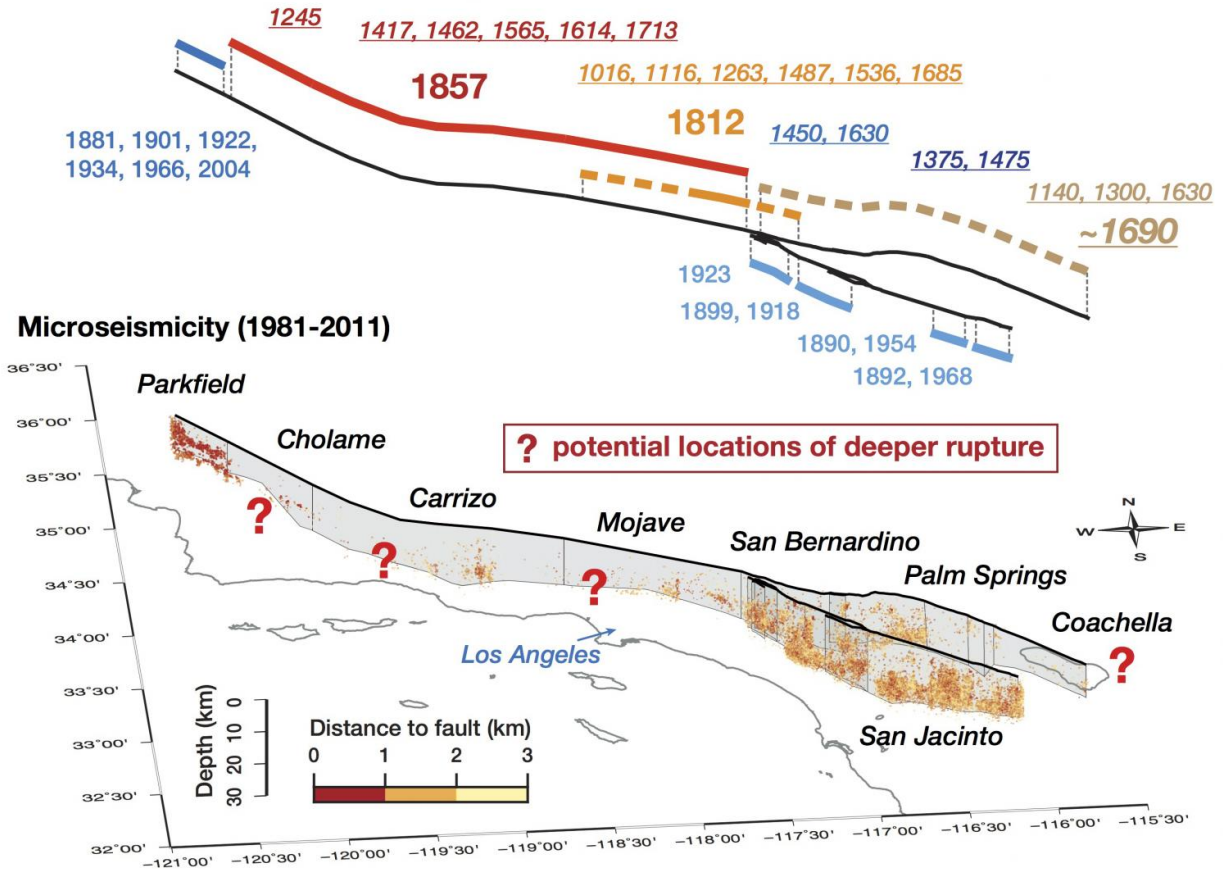 1245
1417, 1462, 1565, 1614, 1713
1016, 1116, 1263, 1487, 1536, 1685
1857
1812
1450, 1630
1881, 1901, 1922,
1934, 1966, 2004
1375, 1475
1140, 1300, 1630
~1690
1923
1899, 1918
1890, 1954
1892, 1968
Microseismicity (1981-2011)
36°30'
36°00'
35°30'
35°00'
34°30'
34°00'
33°30'
33°00'
32°30'
32°00'
Parkfield
Cholame
Carrizo
Mojave
San Bernardino
Palm Springs
Coachella
San Jacinto
? potential locations of deeper rupture
?
?
?
?
N
W
E
S
Los Angeles
Depth (km)
0
10
20
30
Distance to fault (km)
0
1
2
3
−121°00'
−120°30'
−120°00'
−119°30'
−119°00'
−118°30'
−118°00'
−117°30'
−117°00'
−116°30'
−116°00'
−115°30'